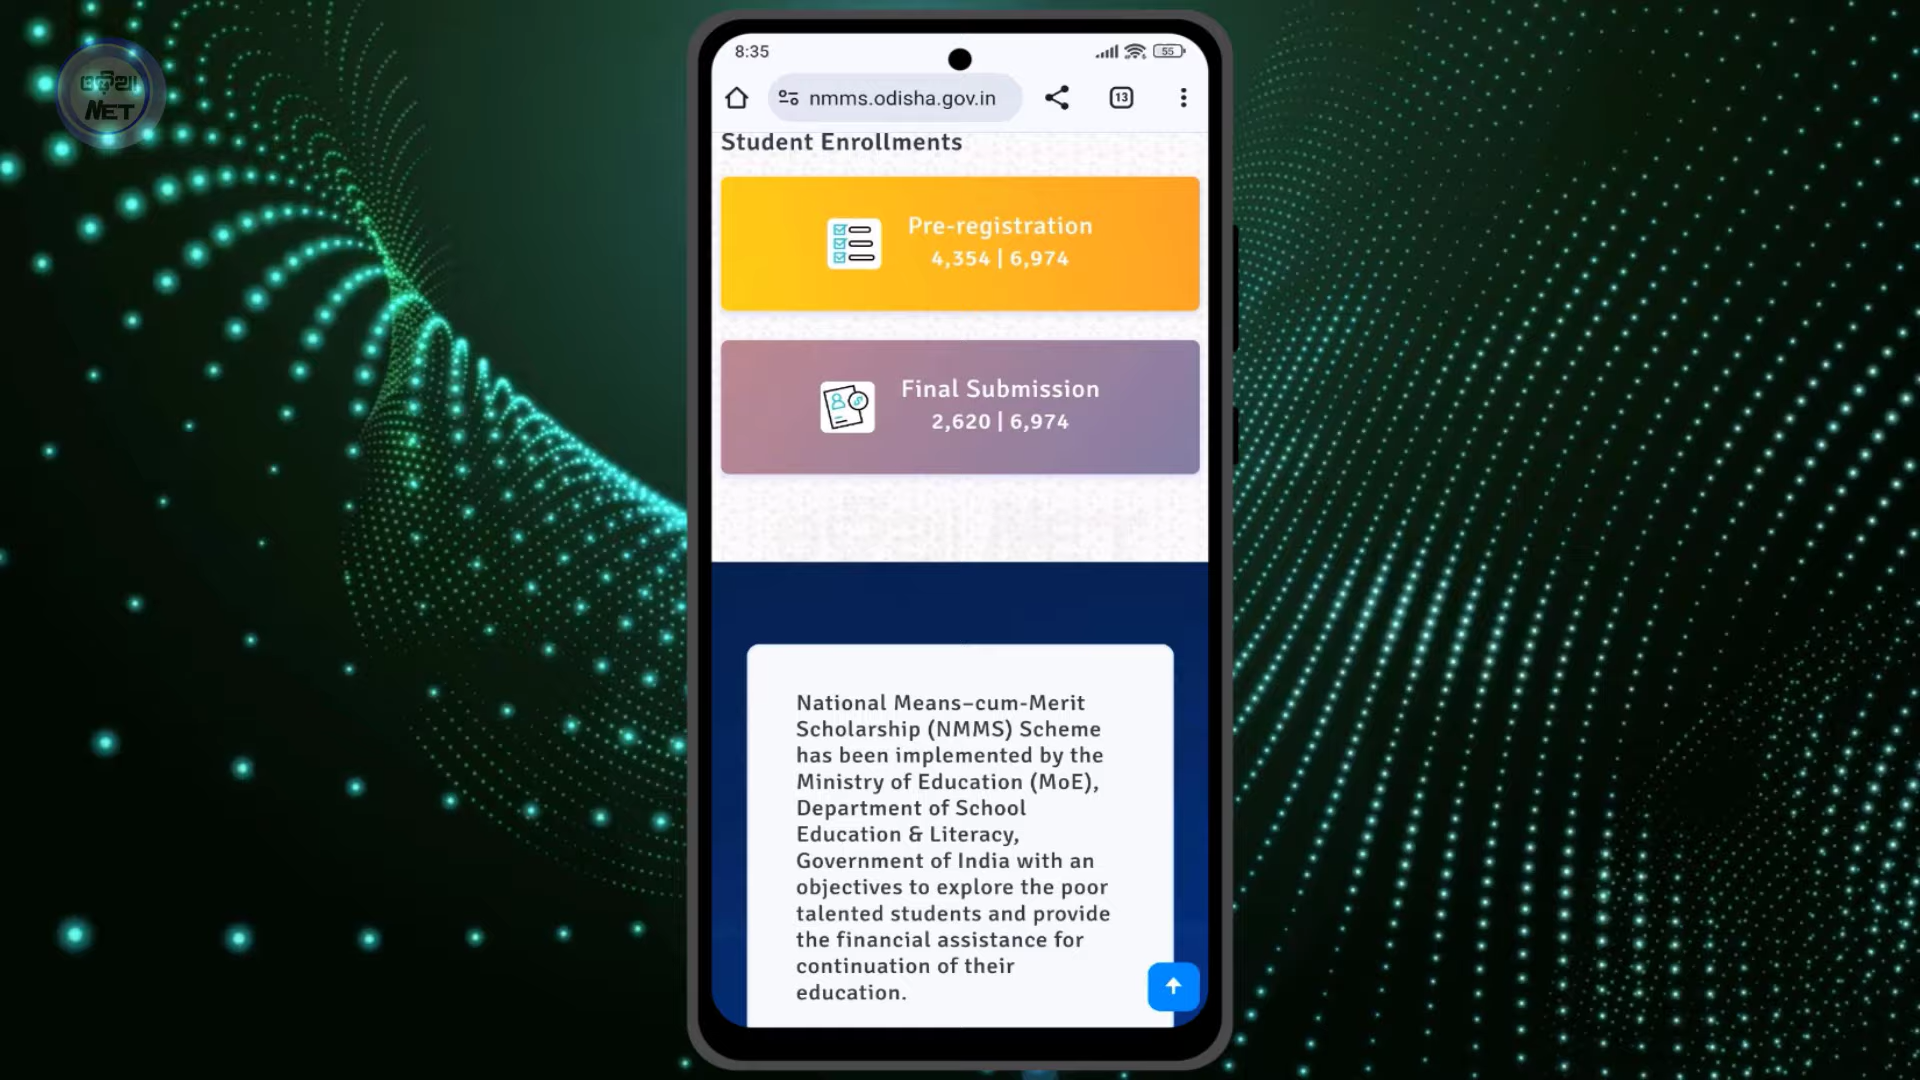 ଓଡ଼ିଆ
NET
8:35
55
nmms.odisha.gov.in
13
Student Enrollments
Pre-registration
4,354 | 6,974
Final Submission
2,620 | 6,974
National Means–cum-Merit
Scholarship (NMMS) Scheme
has been implemented by the
Ministry of Education (MoE),
Department of School
Education & Literacy,
Government of India with an
objectives to explore the poor
talented students and provide
the financial assistance for
continuation of their
education.